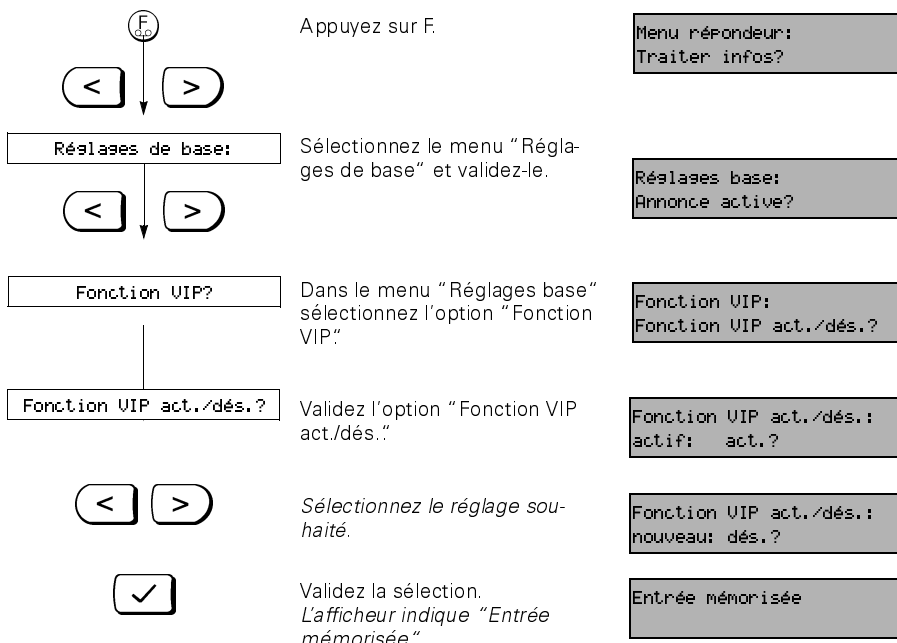 F
Appuyez sur F.
Menu répondeur:
Traiter infos?
< >
Réglages de base:
Sélectionnez le menu “Régla-
ges de base“ et validez-le.
Réglages base:
Annonce active?
< >
Fonction VIP?
Dans le menu “Réglages base“
sélectionnez l'option “Fonction
VIP“.
Fonction VIP:
Fonction VIP act./dés.?
Fonction VIP act./dés.?
Validez l'option “Fonction VIP
act./dés.“.
Fonction VIP act./dés.:
actif: act.?
< >
Sélectionnez le réglage sou-
haité.
Fonction VIP act./dés.:
nouveau: dés.?
Validez la sélection.
L'afficheur indique “Entrée
mémorisée“
Entrée mémorisée